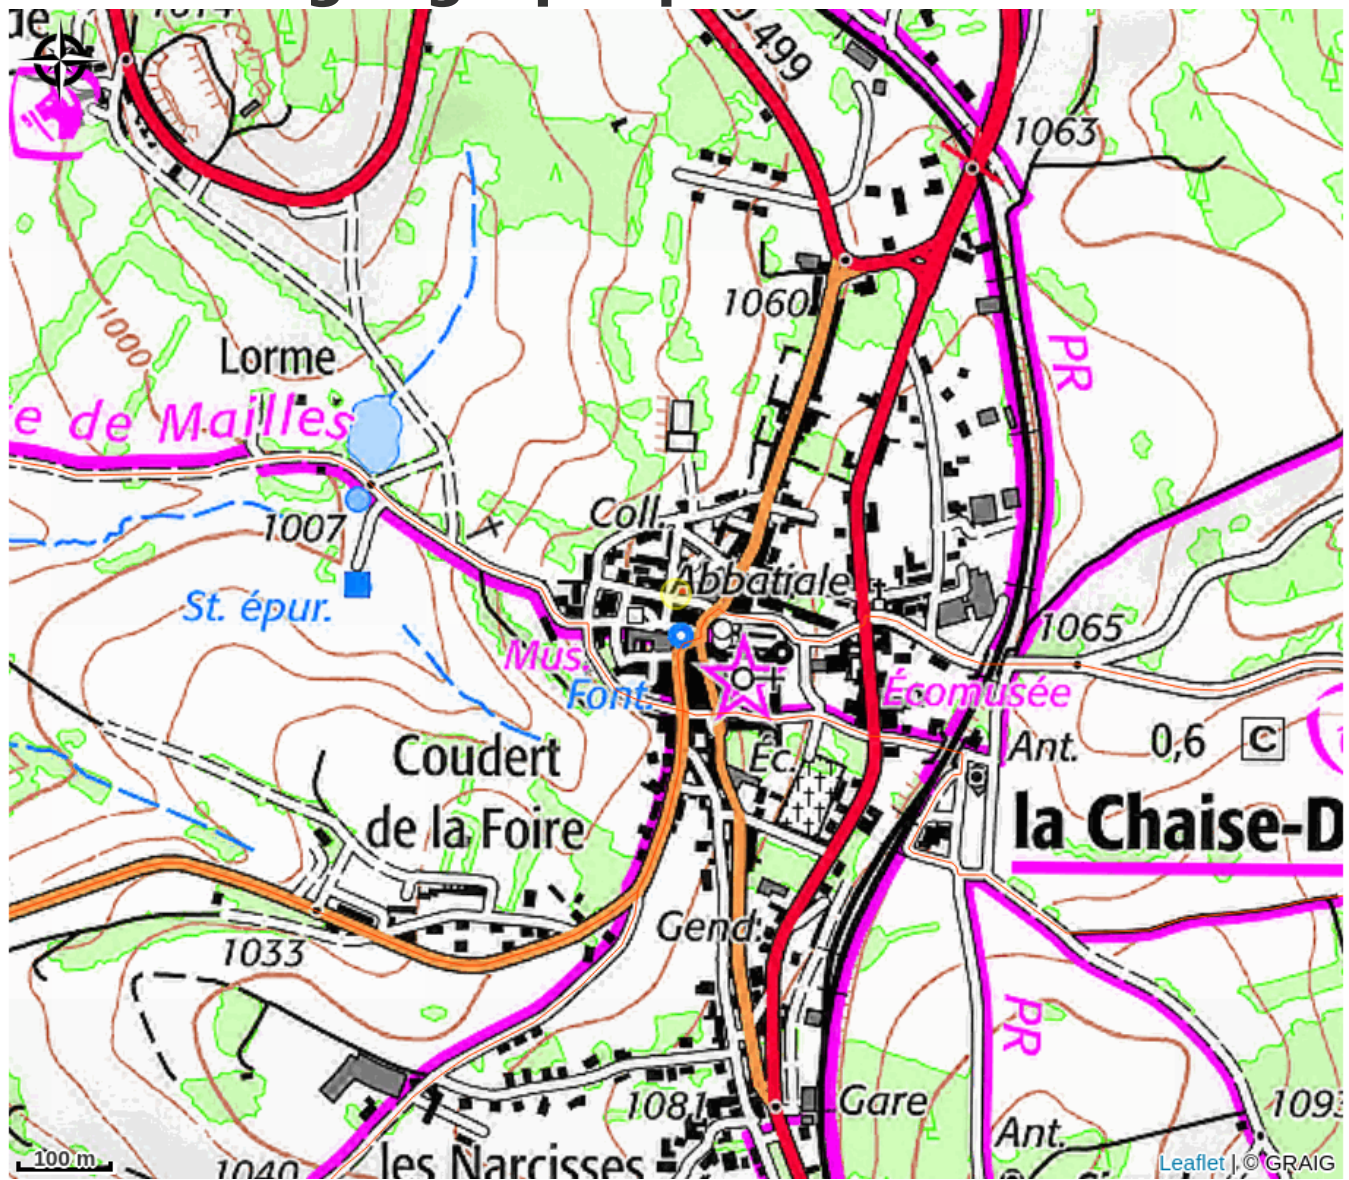 de
D 499
1063
1060
PR
1000
Lorme
e de Mailles
Coll.
1007
Abbatiale
St. épur.
1065
Mus.
Font.
Écomusée
Éc.
Ant.
0,6
C
Coudert
de la Foire
la Chaise-D
Gend.
1033
PR
1081
Gare
1093
Ant.
100 m
1040
les Narcisses
Leaflet | © GRAIG